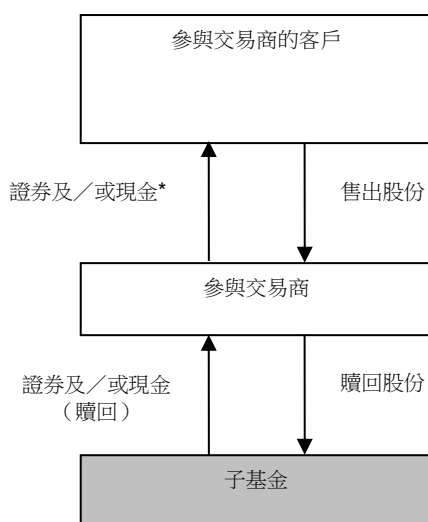 參與交易商的客戶
證券及／或現金*
售出股份
參與交易商
證券及／或現金
（贖回）
贖回股份
子基金